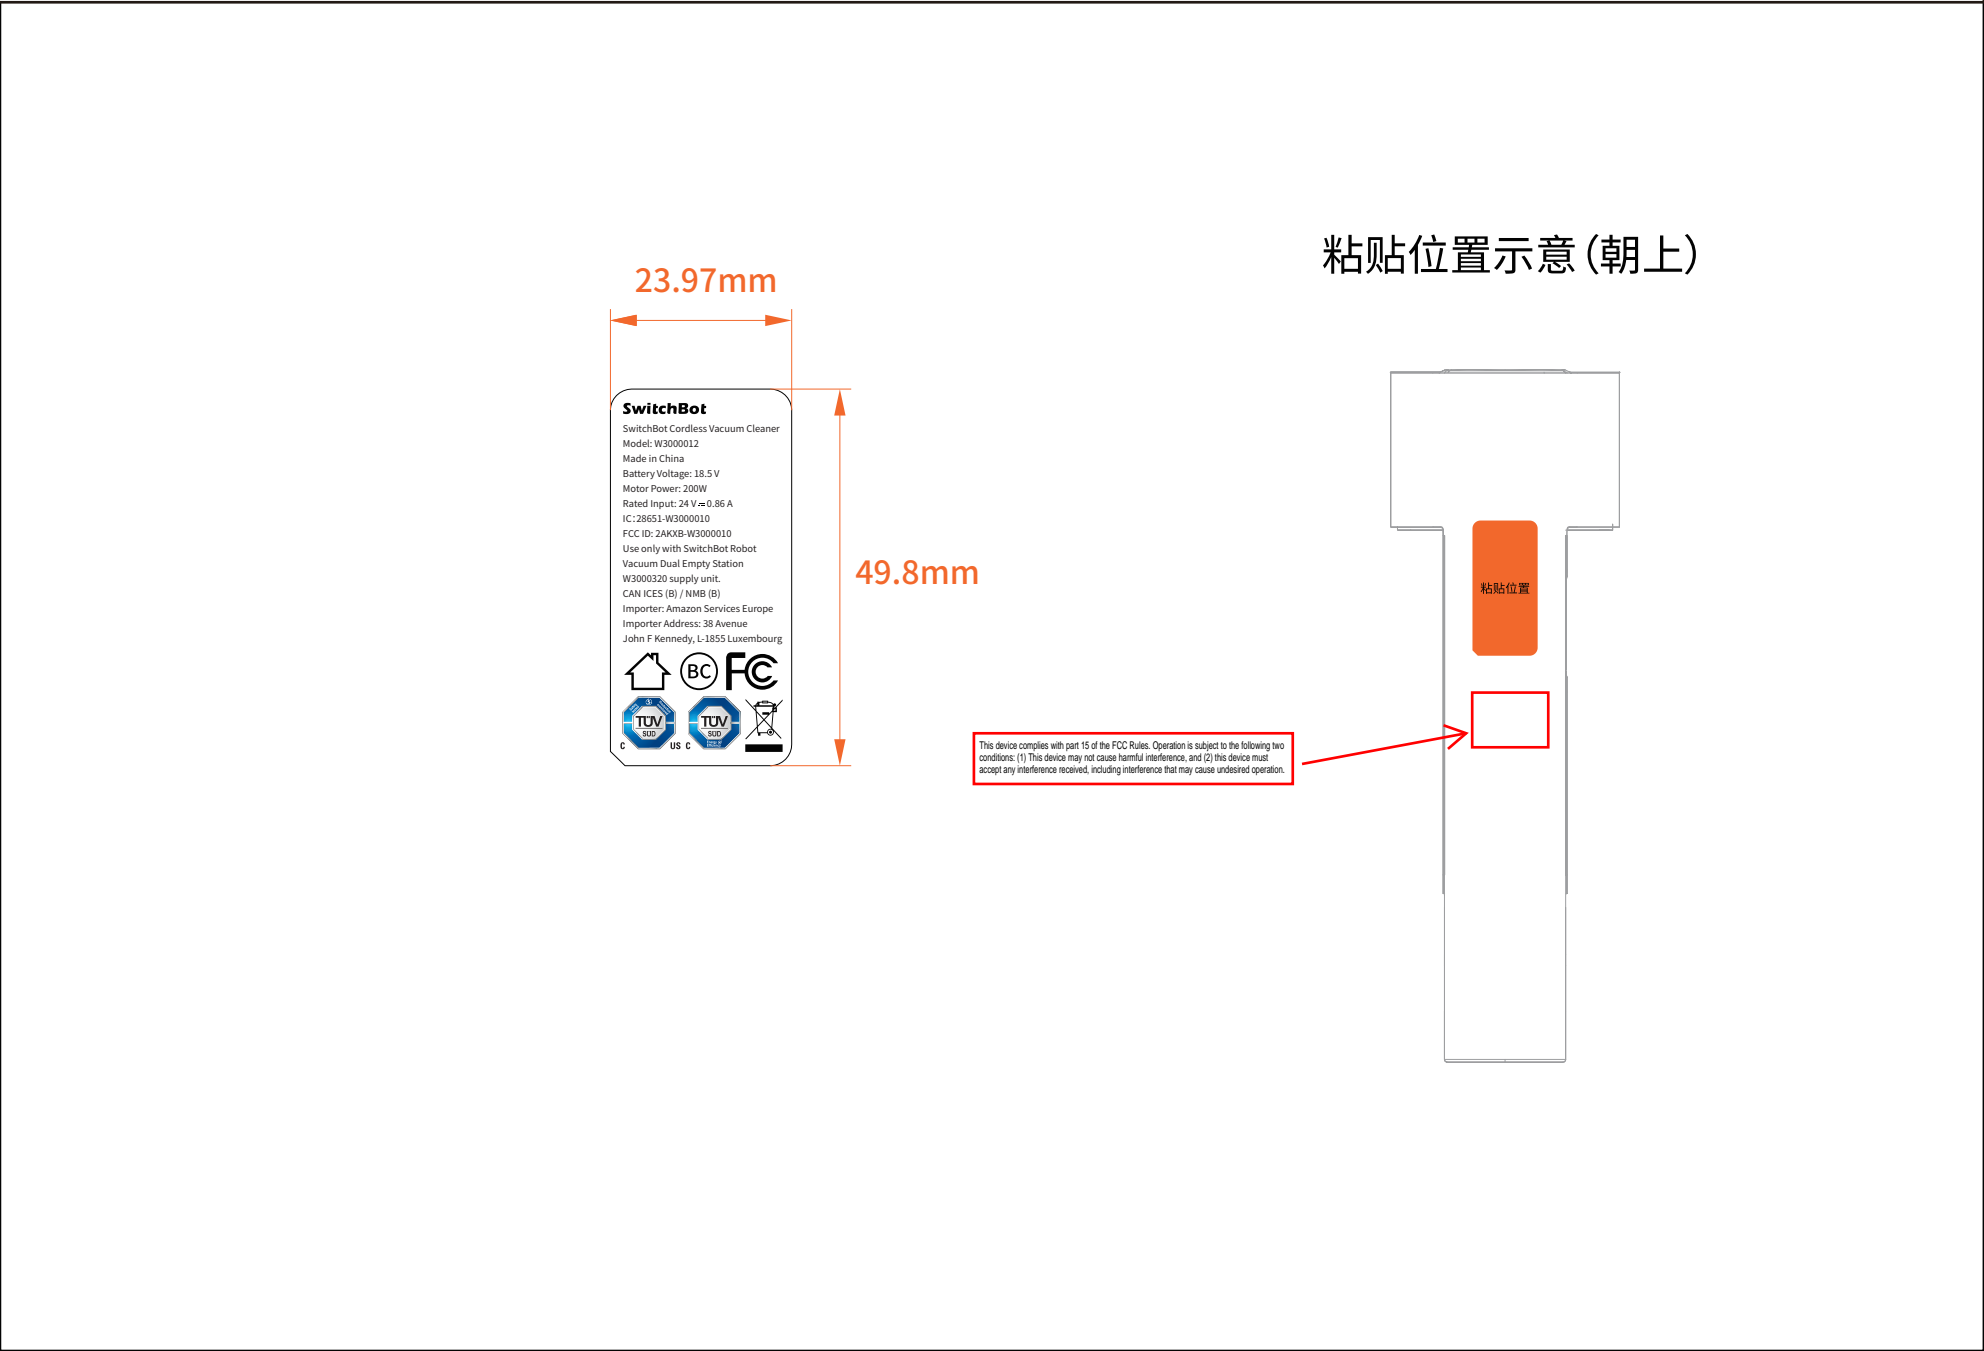 粘贴位置示意(朝上)
23.97mm
SwitchBot
SwitchBot Cordless Vacuum Cleaner
Model: W3000012
Made in China
Battery Voltage: 18.5 V
Motor Power: 200W
Rated Input: 24 V⎓0.86 A
IC:28651-W3000010
FCC ID: 2AKXB-W3000010
Use only with SwitchBot Robot
Vacuum Dual Empty Station
W3000320 supply unit.
CAN ICES (B) / NMB (B)
Importer: Amazon Services Europe
Importer Address: 38 Avenue
John F Kennedy, L-1855 Luxembourg
BC FC
TÜV
SÜD
C US
TÜV
SÜD
C
49.8mm
粘贴位置
This device complies with part 15 of the FCC Rules. Operation is subject to the following two
conditions: (1) This device may not cause harmful interference, and (2) this device must
accept any interference received, including interference that may cause undesired operation.